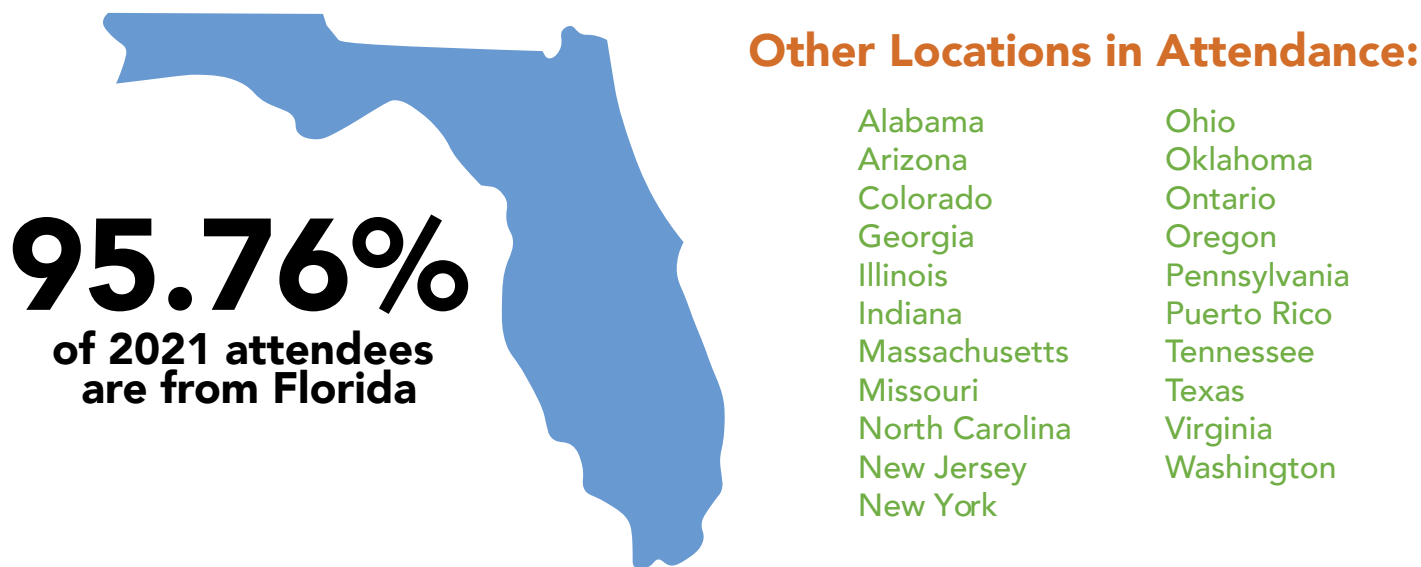 95.76%
of 2021 attendees
are from Florida
Other Locations in Attendance:
Alabama
Arizona
Colorado
Georgia
Illinois
Indiana
Massachusetts
Missouri
North Carolina
New Jersey
New York
Ohio
Oklahoma
Ontario
Oregon
Pennsylvania
Puerto Rico
Tennessee
Texas
Virginia
Washington